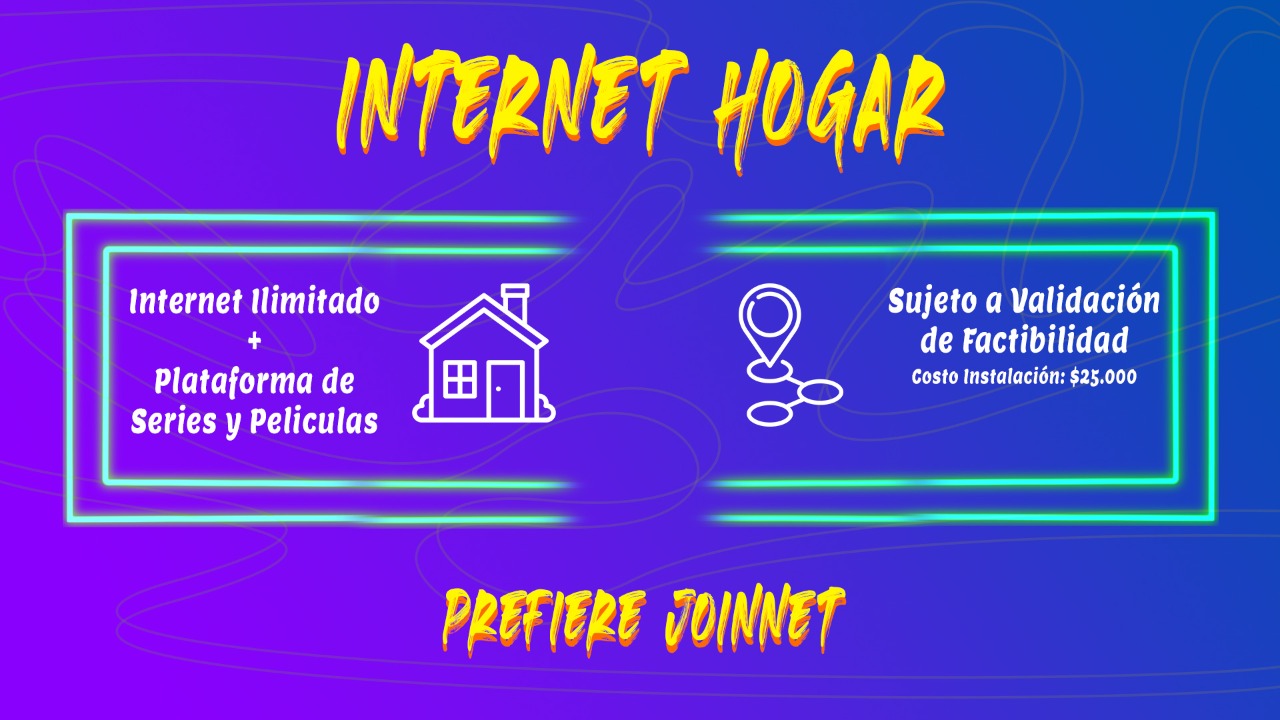 INTERNET HOGAR
Internet Ilimitado
+
Plataforma de
Series y Peliculas
Sujeto a Validación
de Factibilidad
Costo Instalación: $25.000
PREFIERE JOINNET